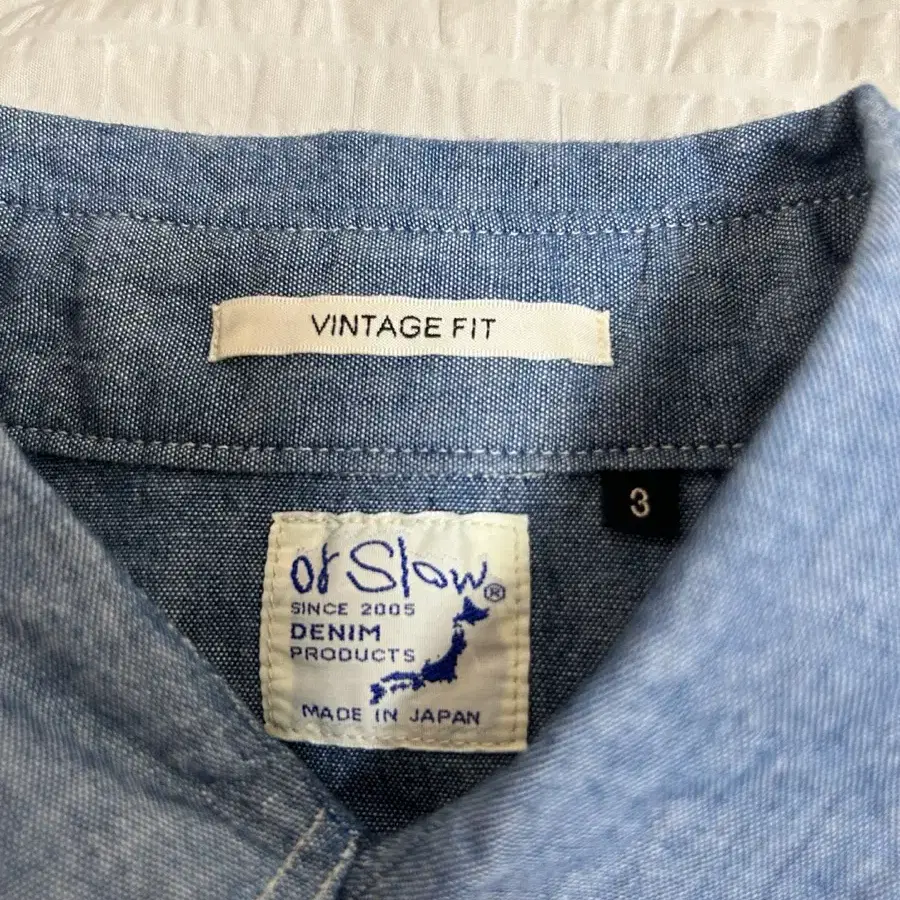 VINTAGE FIT
3
or Slow®
SINCE 2005
DENIM
PRODUCTS
MADE IN JAPAN